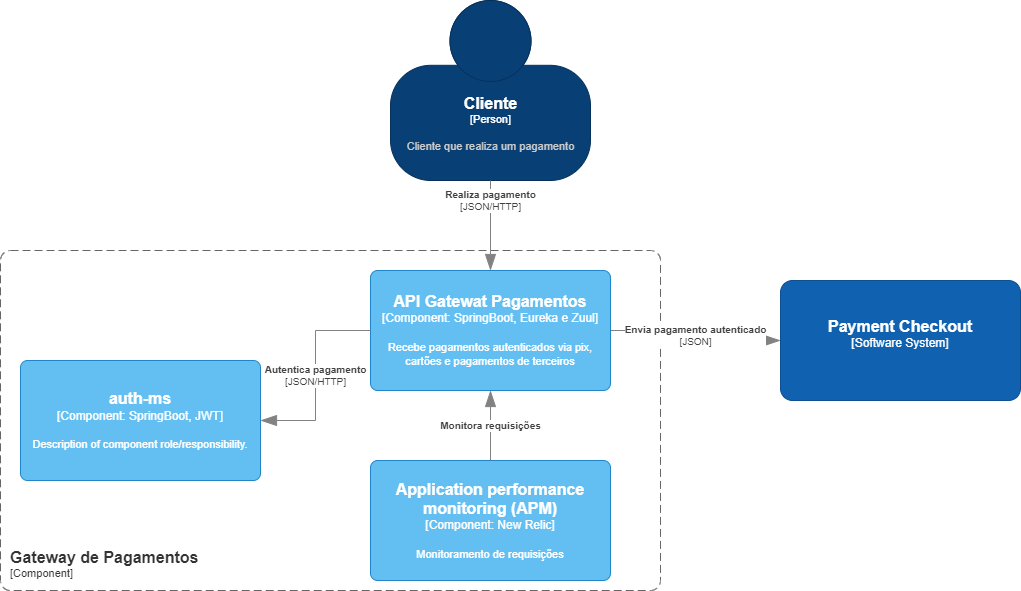 Cliente
[Person]
Cliente que realiza um pagamento
Realiza pagamento
[JSON/HTTP]
API Gatewat Pagamentos
[Component: SpringBoot, Eureka e Zuul]
Recebe pagamentos autenticados via pix,
cartões e pagamentos de terceiros
Envia pagamento autenticado
[JSON]
Payment Checkout
[Software System]
Autentica pagamento
[JSON/HTTP]
auth-ms
[Component: SpringBoot, JWT]
Description of component role/responsibility.
Monitora requisições
Application performance
monitoring (APM)
[Component: New Relic]
Monitoramento de requisições
Gateway de Pagamentos
[Component]